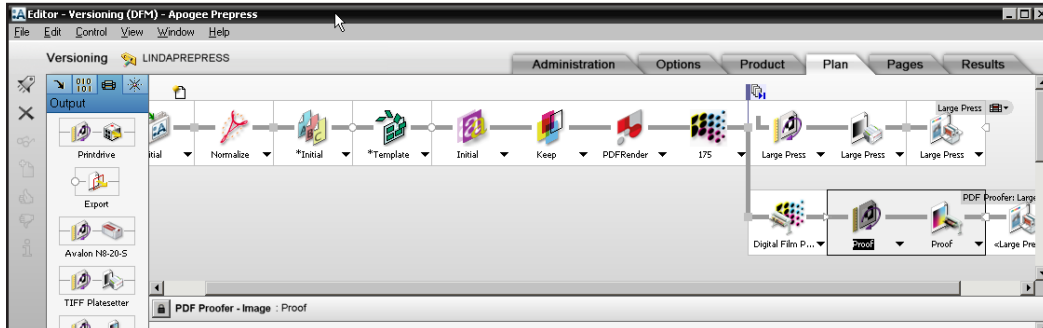 Editor - Versioning (DFM) - Apogee Prepress
File Edit Control View Window Help
Versioning LINDAPREPRESS
Administration Options Product Plan Pages Results
Output
Large Press
Printdrive
itial Normalize *Initial *Template Initial Keep PDFRender 175 Large Press Large Press Large Press
Export
PDF Proofer: Large
Avalon N8-20-S
Digital Film P... Proof Proof <Large Pre
TIFF Platesetter
PDF Proofer - Image : Proof